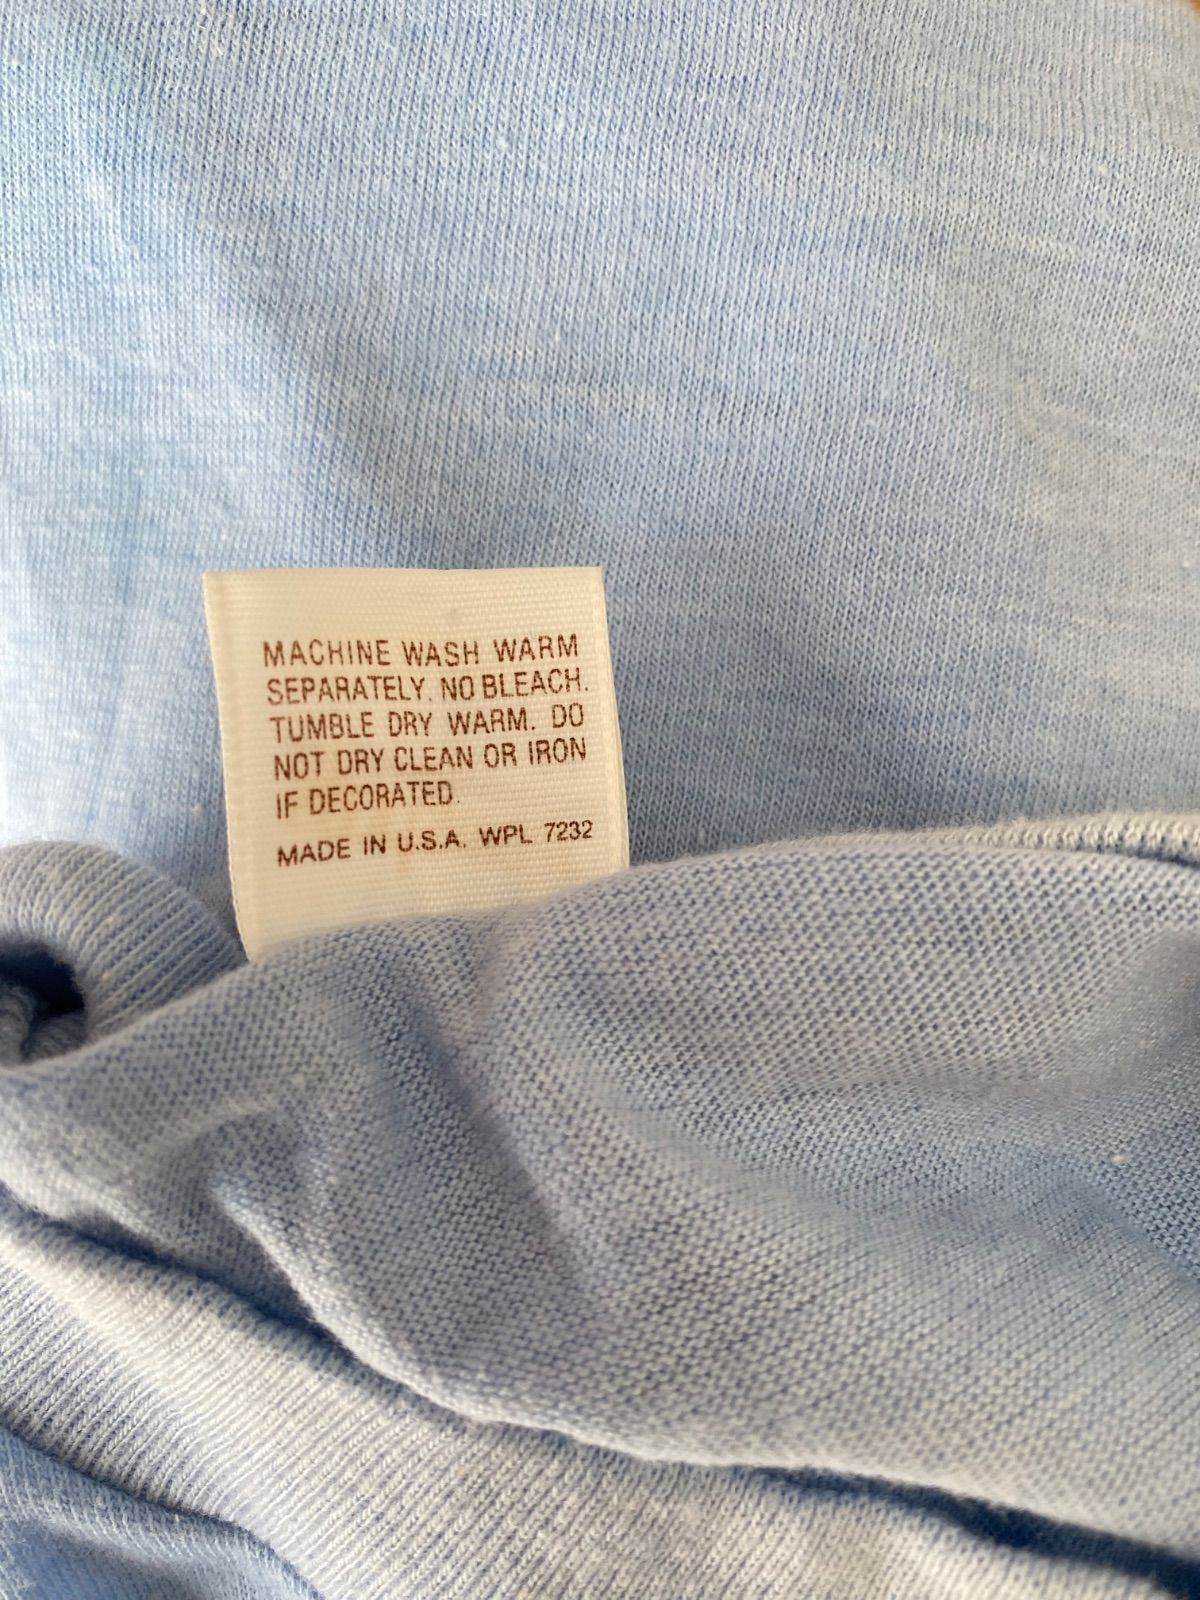 MACHINE WASH WARM
SEPARATELY. NO BLEACH.
TUMBLE DRY WARM. DO
NOT DRY CLEAN OR IRON
IF DECORATED.
MADE IN U.S.A. WPL 7232